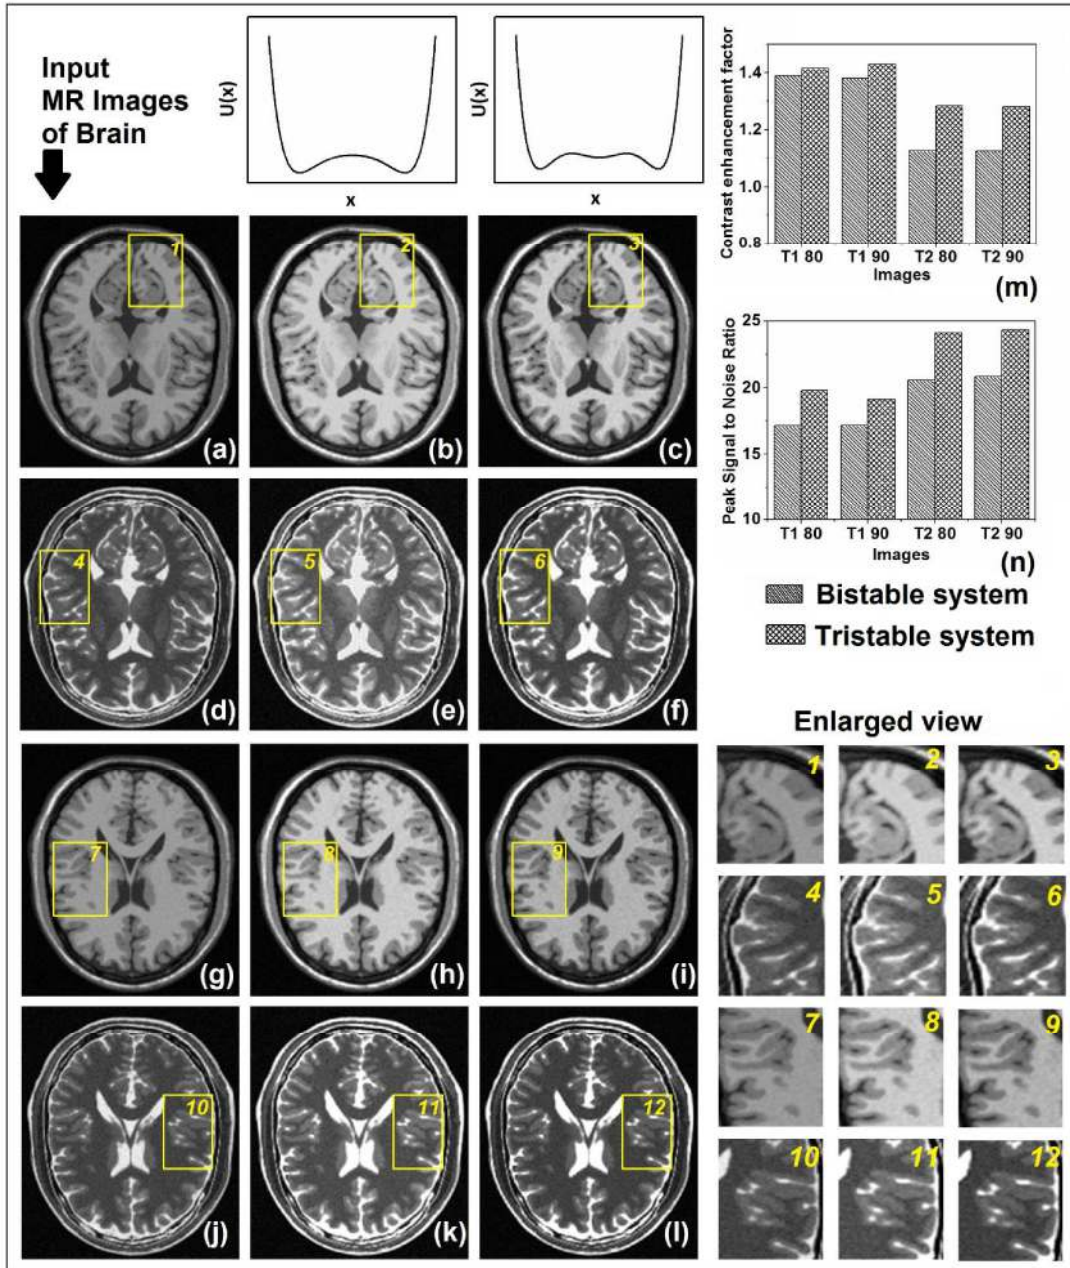 Input
MR Images
of Brain
U(x)
x
U(x)
x
1
(a)
2
(b)
3
(c)
4
(d)
5
(e)
6
(f)
7
(g)
8
(h)
9
(i)
10
(j)
11
(k)
12
(l)
Contrast enhancement factor
1.4
1.2
1.0
0.8
T1 80 T1 90 T2 80 T2 90
Images
(m)
Peak Signal to Noise Ratio
25
20
15
10
T1 80 T1 90 T2 80 T2 90
Images
(n)
Bistable system
Tristable system
Enlarged view
1 2 3
4 5 6
7 8 9
10 11 12